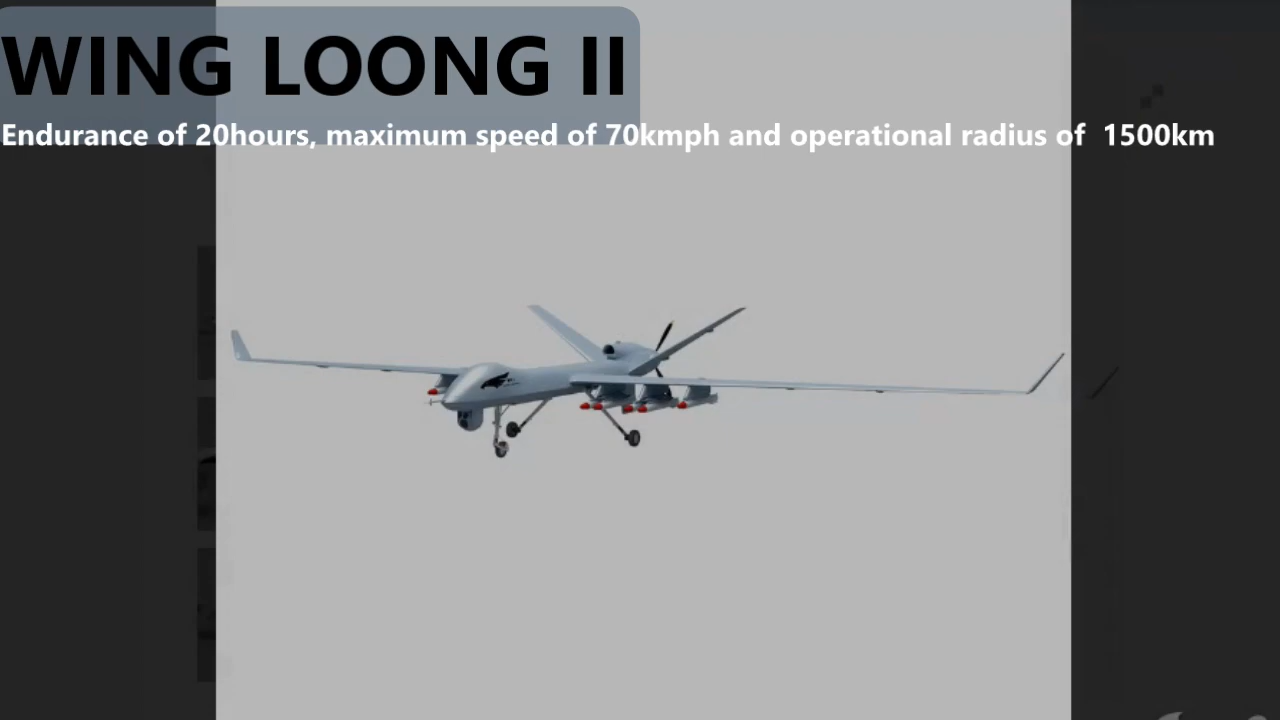 WING LOONG II
Endurance of 20hours, maximum speed of 70kmph and operational radius of 1500km